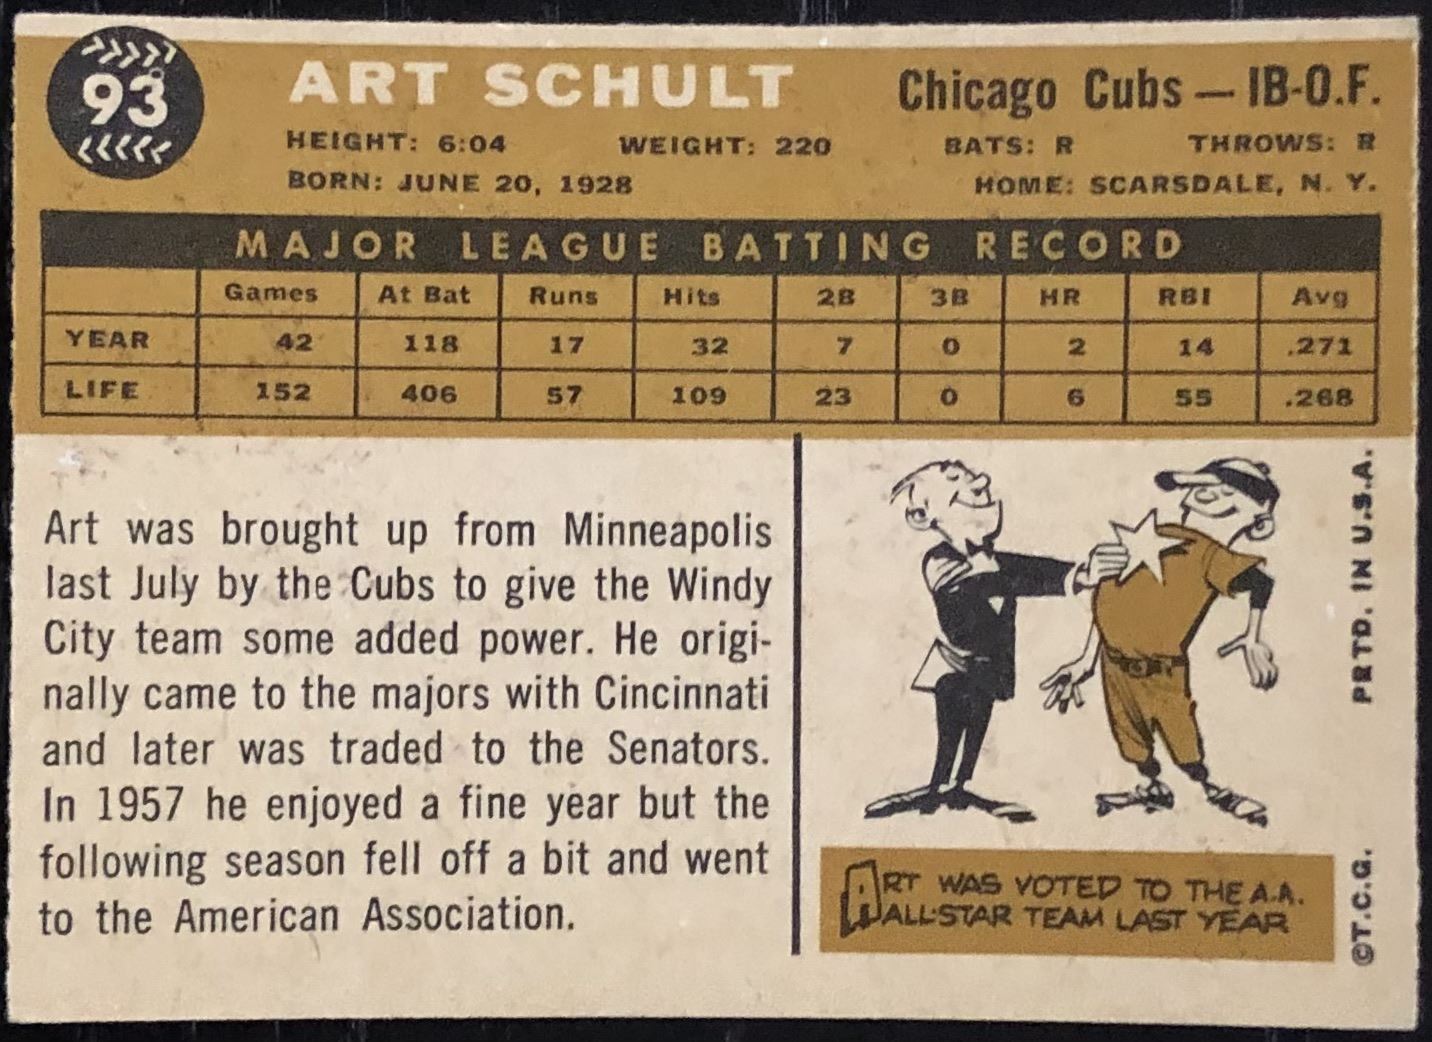 93
ART SCHULT Chicago Cubs — IB-O.F.
HEIGHT: 6:04 WEIGHT: 220 BATS: R THROWS: R
BORN: JUNE 20, 1928 HOME: SCARSDALE, N. Y.
MAJOR LEAGUE BATTING RECORD
Games At Bat Runs Hits 2B 3B HR RBI Avg
YEAR 42 118 17 32 7 0 2 14 .271
LIFE 152 406 57 109 23 0 6 55 .268
Art was brought up from Minneapolis
last July by the Cubs to give the Windy
City team some added power. He origi-
nally came to the majors with Cincinnati
and later was traded to the Senators.
In 1957 he enjoyed a fine year but the
following season fell off a bit and went
to the American Association.
ART WAS VOTED TO THE A.A.
ALL-STAR TEAM LAST YEAR
©T.C.G. PRTD. IN U.S.A.